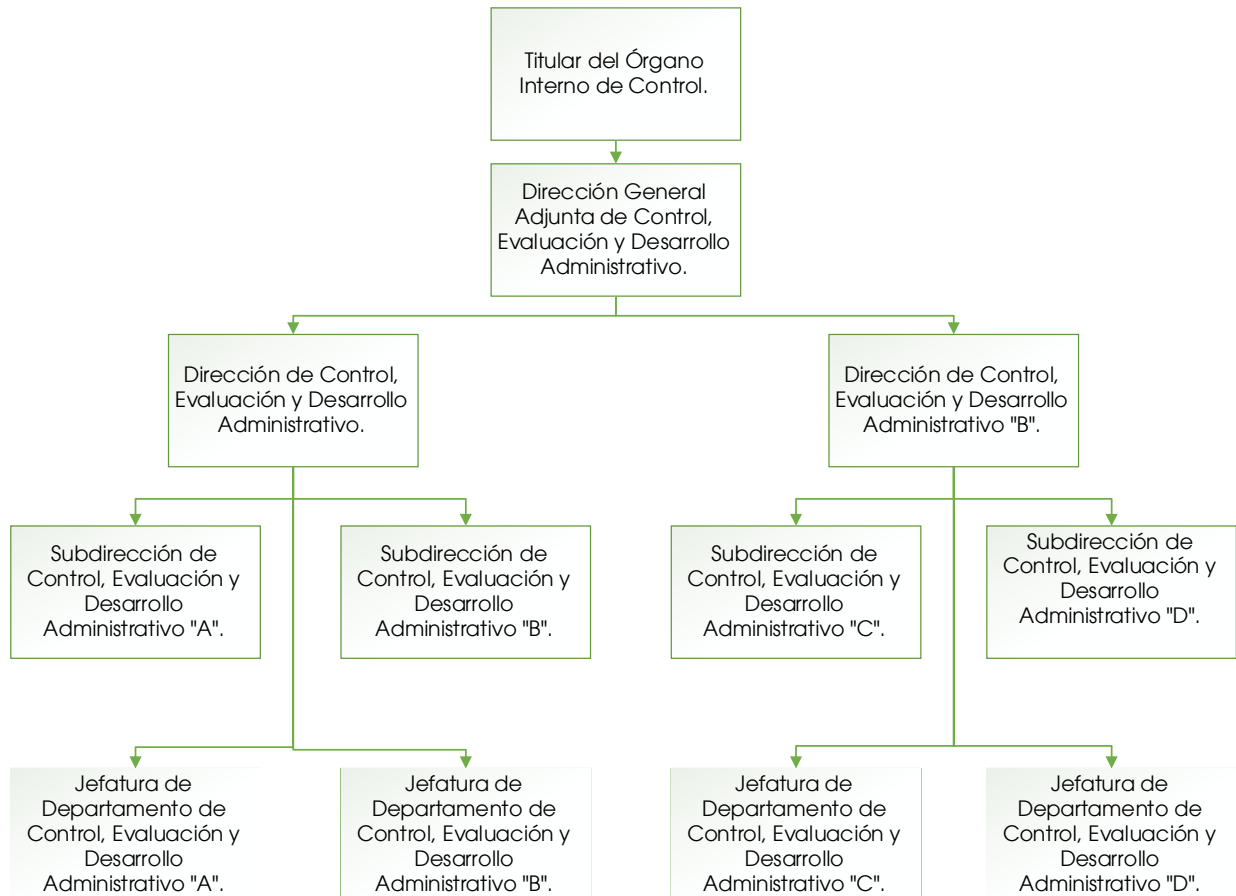 Titular del Órgano
Interno de Control.
Dirección General
Adjunta de Control,
Evaluación y Desarrollo
Administrativo.
Dirección de Control,
Evaluación y Desarrollo
Administrativo.
Dirección de Control,
Evaluación y Desarrollo
Administrativo "B".
Subdirección de
Control, Evaluación y
Desarrollo
Administrativo "A".
Subdirección de
Control, Evaluación y
Desarrollo
Administrativo "B".
Subdirección de
Control, Evaluación y
Desarrollo
Administrativo "C".
Subdirección de
Control, Evaluación y
Desarrollo
Administrativo "D".
Jefatura de
Departamento de
Control, Evaluación y
Desarrollo
Administrativo "A".
Jefatura de
Departamento de
Control, Evaluación y
Desarrollo
Administrativo "B".
Jefatura de
Departamento de
Control, Evaluación y
Desarrollo
Administrativo "C".
Jefatura de
Departamento de
Control, Evaluación y
Desarrollo
Administrativo "D".